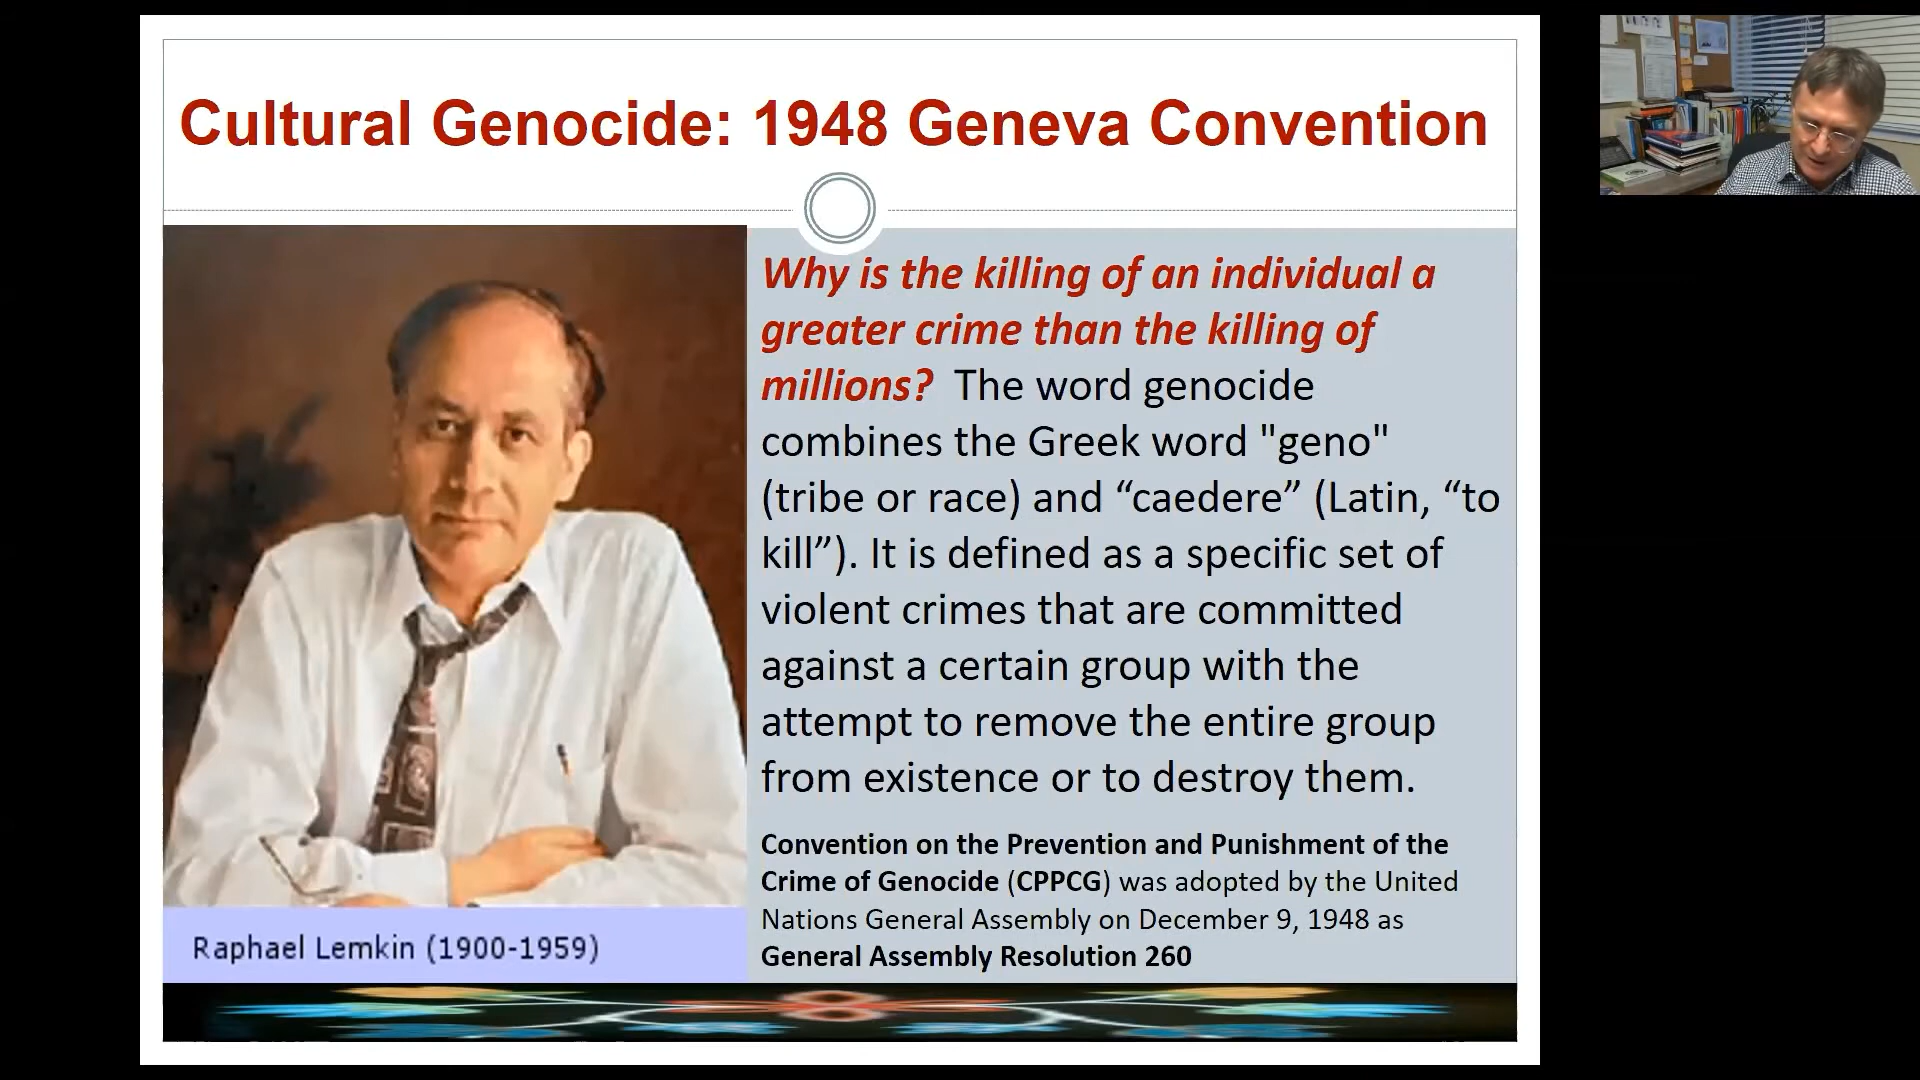 Cultural Genocide: 1948 Geneva Convention
Why is the killing of an individual a
greater crime than the killing of
millions?  The word genocide
combines the Greek word "geno"
(tribe or race) and “caedere” (Latin, “to
kill”). It is defined as a specific set of
violent crimes that are committed
against a certain group with the
attempt to remove the entire group
from existence or to destroy them.
Convention on the Prevention and Punishment of the
Crime of Genocide (CPPCG) was adopted by the United
Nations General Assembly on December 9, 1948 as
General Assembly Resolution 260
Raphael Lemkin (1900-1959)